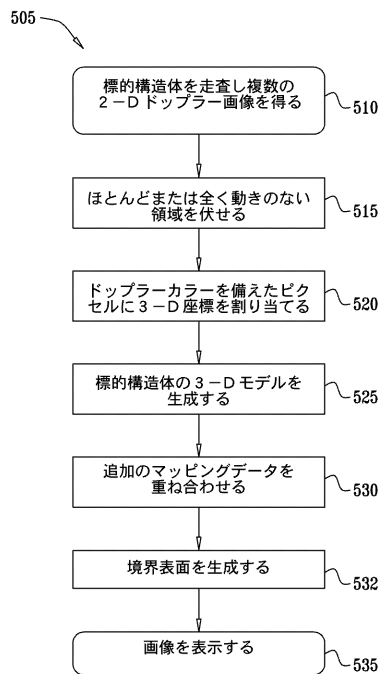 505
標的構造体を走査し複数の
２－Ｄドップラー画像を得る
510
ほとんどまたは全く動きのない
領域を伏せる
515
ドップラーカラーを備えたピク
セルに３－Ｄ座標を割り当てる
520
標的構造体の３－Ｄモデルを
生成する
525
追加のマッピングデータを
重ね合わせる
530
境界表面を生成する
532
画像を表示する
535